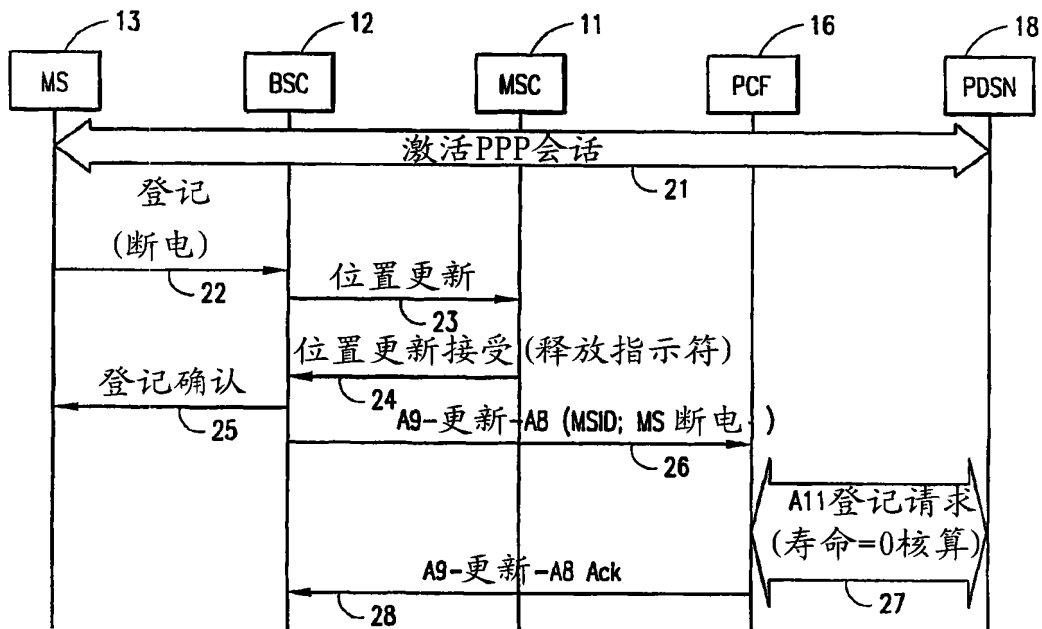 13
12
11
16
18
MS
BSC
MSC
PCF
PDSN
激活PPP会话
21
登记
(断电)
22
位置更新
23
位置更新接受(释放指示符)
24
登记确认
25
A9-更新-A8 (MSID; MS 断电 )
26
A11登记请求
(寿命=0核算)
27
A9-更新-A8 Ack
28